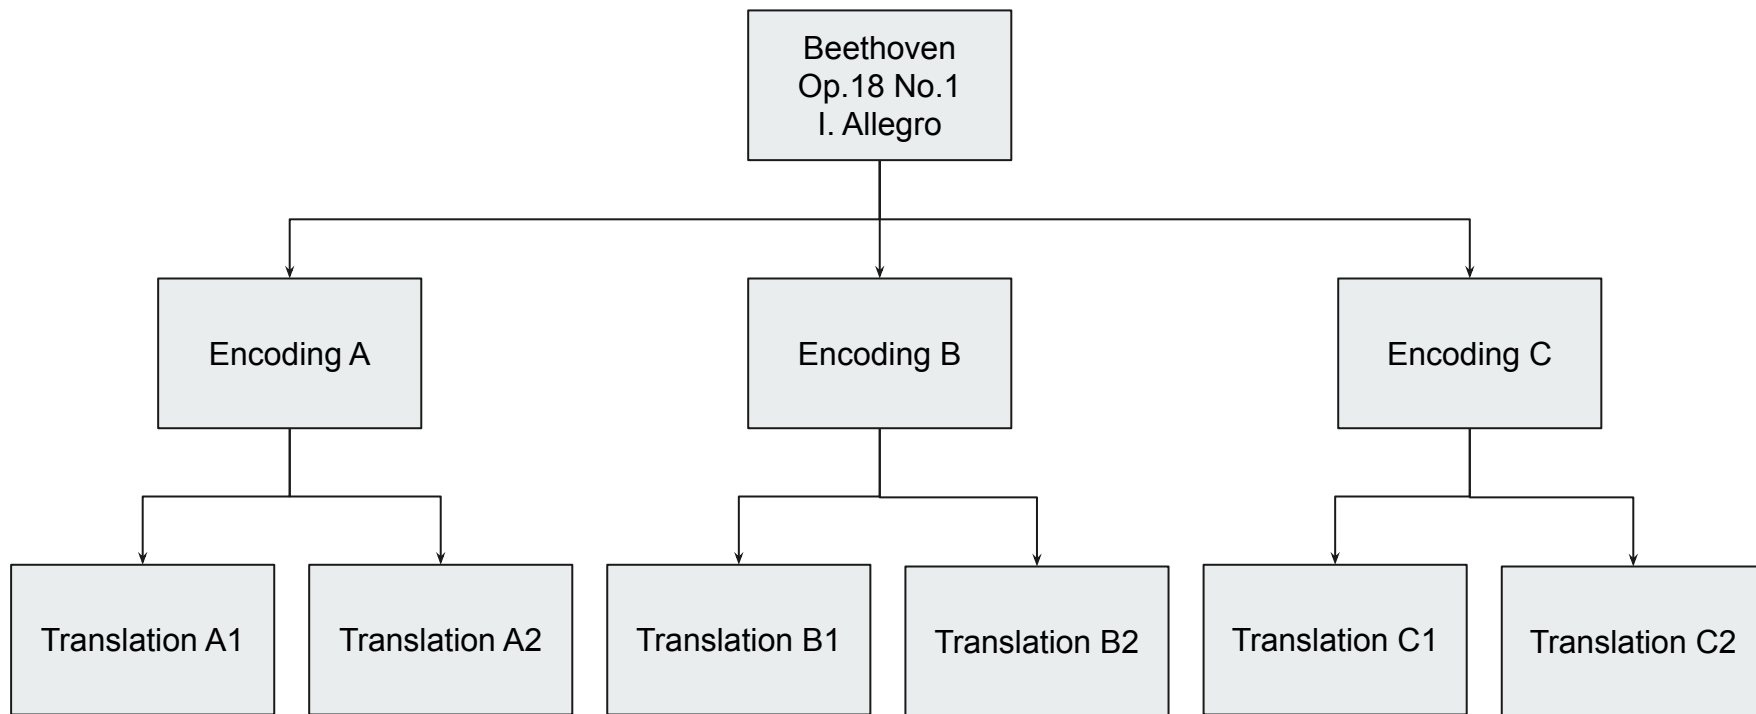 Beethoven
Op.18 No.1
I. Allegro
Encoding A
Encoding B
Encoding C
Translation A1
Translation A2
Translation B1
Translation B2
Translation C1
Translation C2